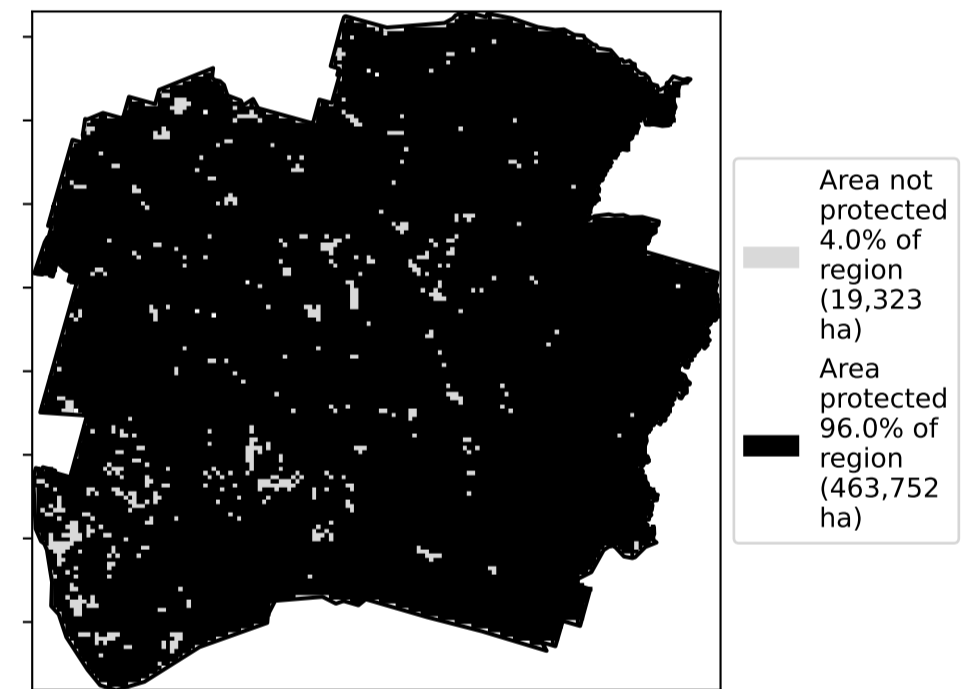 Area not
protected
4.0% of
region
(19,323
ha)
Area
protected
96.0% of
region
(463,752
ha)